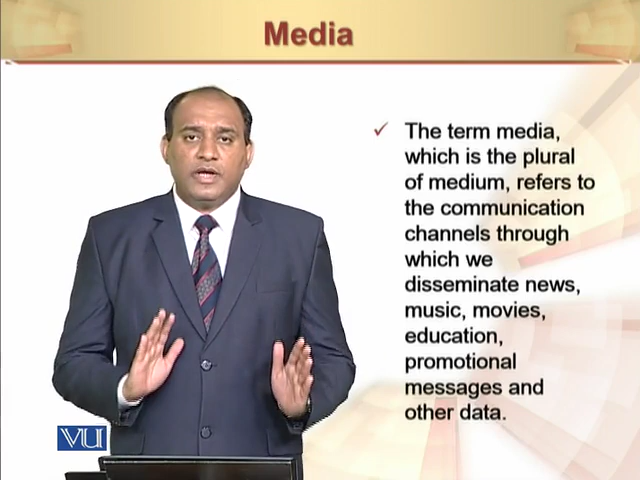 Media
✓ The term media,
which is the plural
of medium, refers to
the communication
channels through
which we
disseminate news,
music, movies,
education,
promotional
messages and
other data.
VU